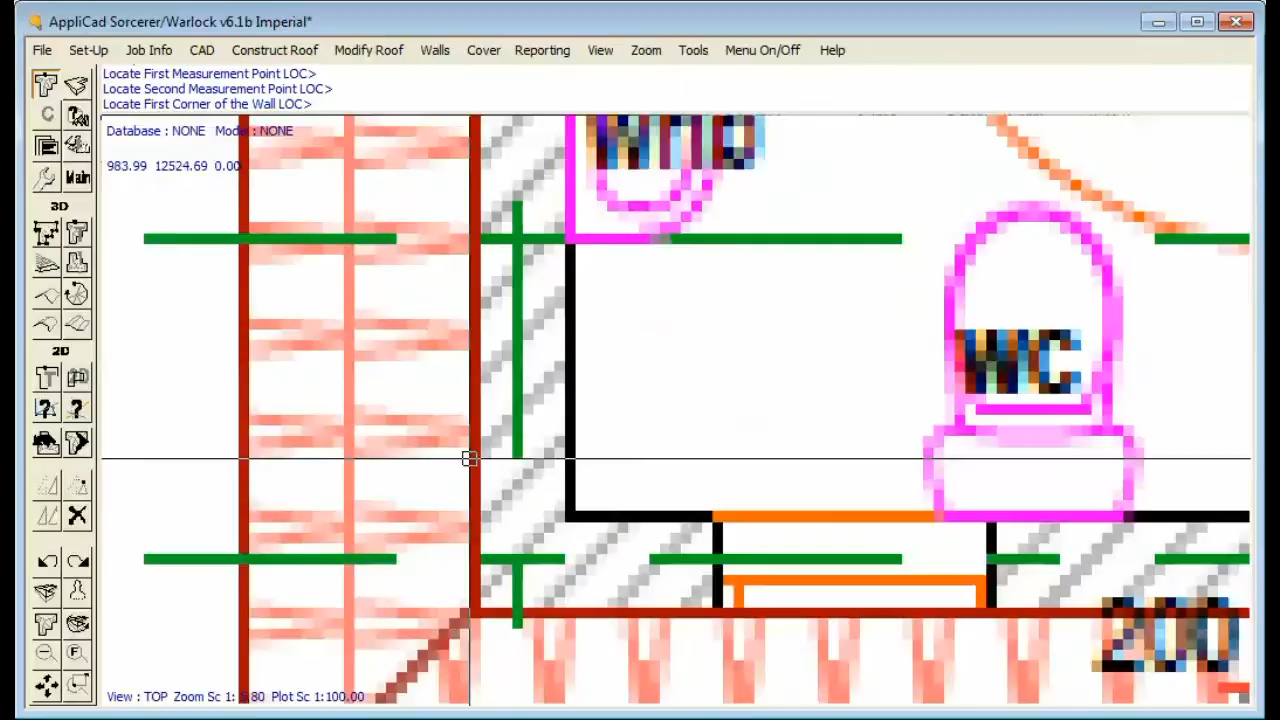 AppliCad Sorcerer/Warlock v6.1b Imperial*
File Set-Up Job Info CAD Construct Roof Modify Roof Walls Cover Reporting View Zoom Tools Menu On/Off Help
Locate First Measurement Point LOC>
Locate Second Measurement Point LOC>
Locate First Corner of the Wall LOC>
Database : NONE Model : NONE
983.99 12524.69 0.00
C
Main
3D
2D
WC
View : TOP Zoom Sc 1: 5.80 Plot Sc 1:100.00